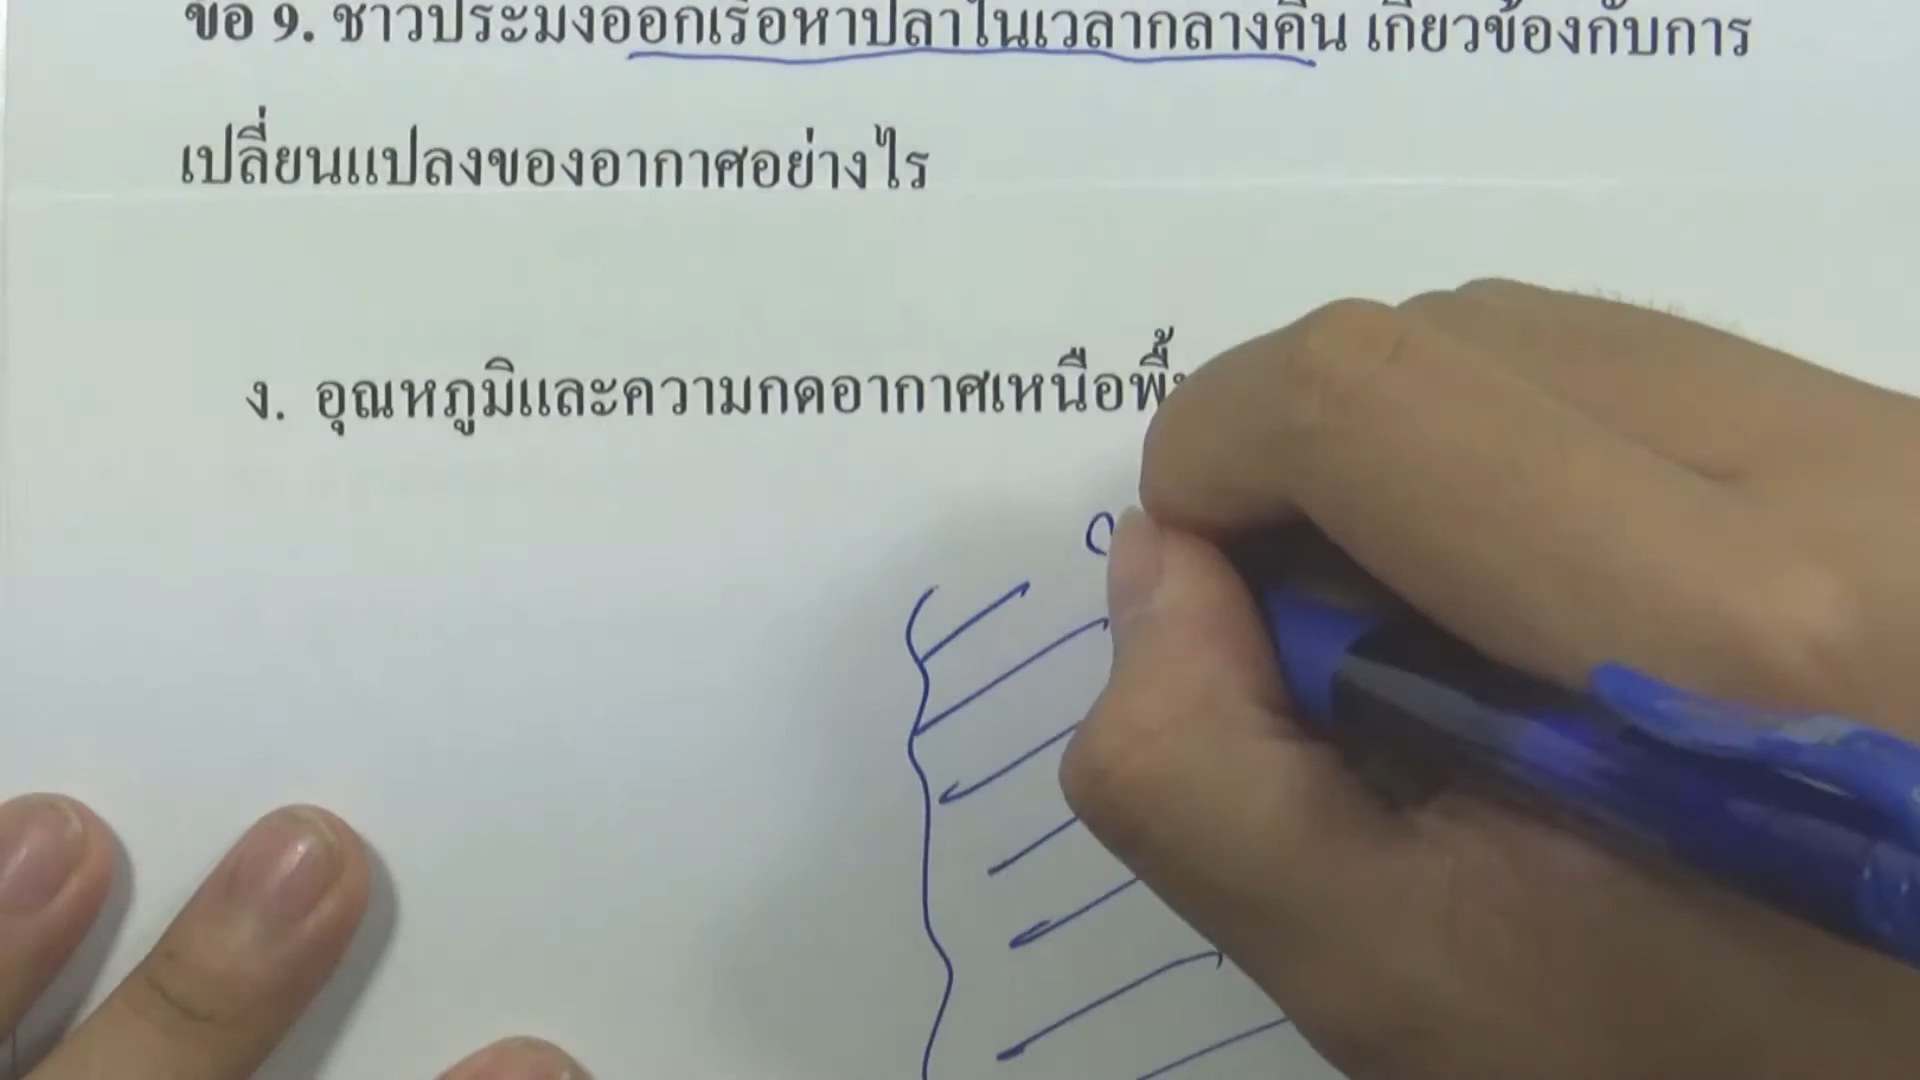 ข้อ 9. ชาวประมงออกเรือหาปลาในเวลากลางคืน เกี่ยวข้องกับการ
เปลี่ยนแปลงของอากาศอย่างไร
ง. อุณหภูมิและความกดอากาศเหนือ